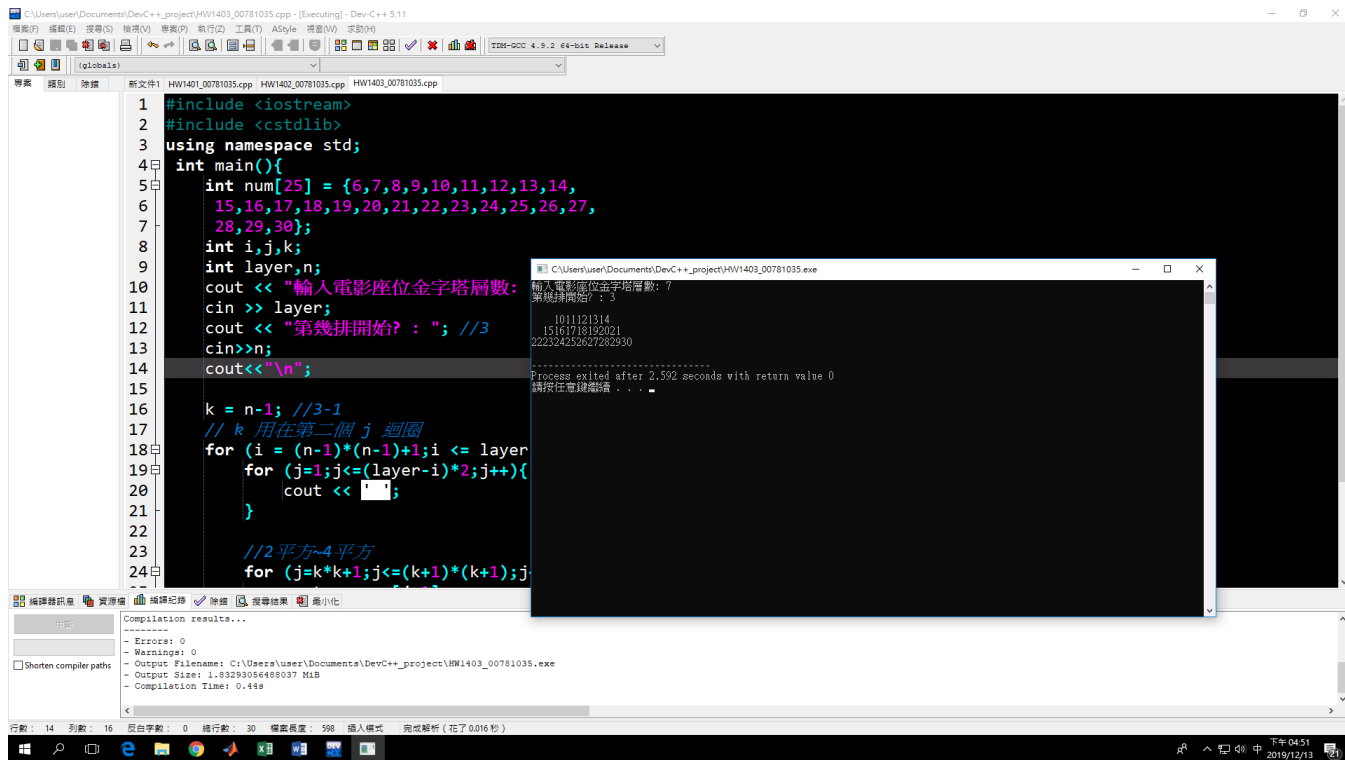 C:\Users\user\Documents\DevC++_project\HW1403_00781035.cpp - [Executing] - Dev-C++ 5.11
檔案(F) 編輯(E) 搜尋(S) 檢視(V) 專案(P) 執行(Z) 工具(T) AStyle 視窗(W) 求助(H)
TDM-GCC 4.9.2 64-bit Release
(globals)
專案 類別 除錯 新文件1 HW1401_00781035.cpp HW1402_00781035.cpp HW1403_00781035.cpp
1 #include <iostream>
2 #include <cstdlib>
3 using namespace std;
4 int main(){
5 int num[25] = {6,7,8,9,10,11,12,13,14,
6 15,16,17,18,19,20,21,22,23,24,25,26,27,
7 28,29,30};
8 int i,j,k;
9 int layer,n;
10 cout << "輸入電影座位金字塔層數:
11 cin >> layer;
12 cout << "第幾排開始? : "; //3
13 cin>>n;
14 cout<<"\n";
15
16 k = n-1; //3-1
17 // k 用在第二個 j 迴圈
18 for (i = (n-1)*(n-1)+1;i <= layer
19 for (j=1;j<=(layer-i)*2;j++){
20 cout << ' ';
21 }
22
23 //2平方~4平方
24 for (j=k*k+1;j<=(k+1)*(k+1);j
C:\Users\user\Documents\DevC++_project\HW1403_00781035.exe
輸入電影座位金字塔層數: 7
第幾排開始? : 3
1011121314
15161718192021
222324252627282930
--------------------------------
Process exited after 2.592 seconds with return value 0
請按任意鍵繼續 . . .
編譯器訊息 資源檔 編譯紀錄 除錯 搜尋結果 最小化
中斷
Shorten compiler paths
Compilation results...
--------
- Errors: 0
- Warnings: 0
- Output Filename: C:\Users\user\Documents\DevC++_project\HW1403_00781035.exe
- Output Size: 1.83293056488037 MiB
- Compilation Time: 0.44s
行數: 14 列數: 16 反白字數: 0 總行數: 30 檔案長度: 598 插入模式 完成解析 (花了 0.016 秒)
中 下午 04:51
2019/12/13
21